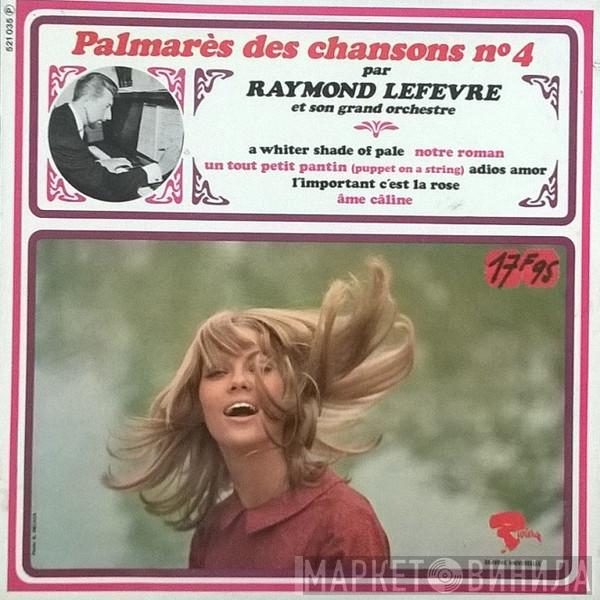 521 035 P
Palmarès des chansons nº 4
par
RAYMOND LEFEVRE
et son grand orchestre
a whiter shade of pale notre roman
un tout petit pantin (puppet on a string) adios amor
l'important c'est la rose
âme câline
17F95
Riviera
МАРКЕТ ВИНИЛА